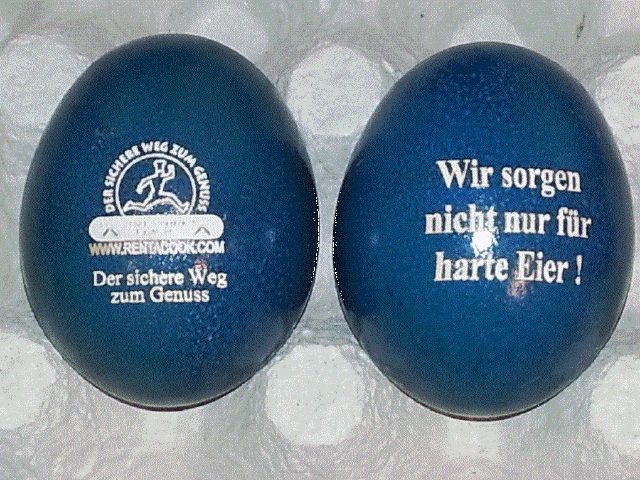 DER SICHERE WEG ZUM GENUSS
WWW.RENTACOOK.COM
Der sichere Weg
zum Genuss
Wir sorgen
nicht nur für
harte Eier !